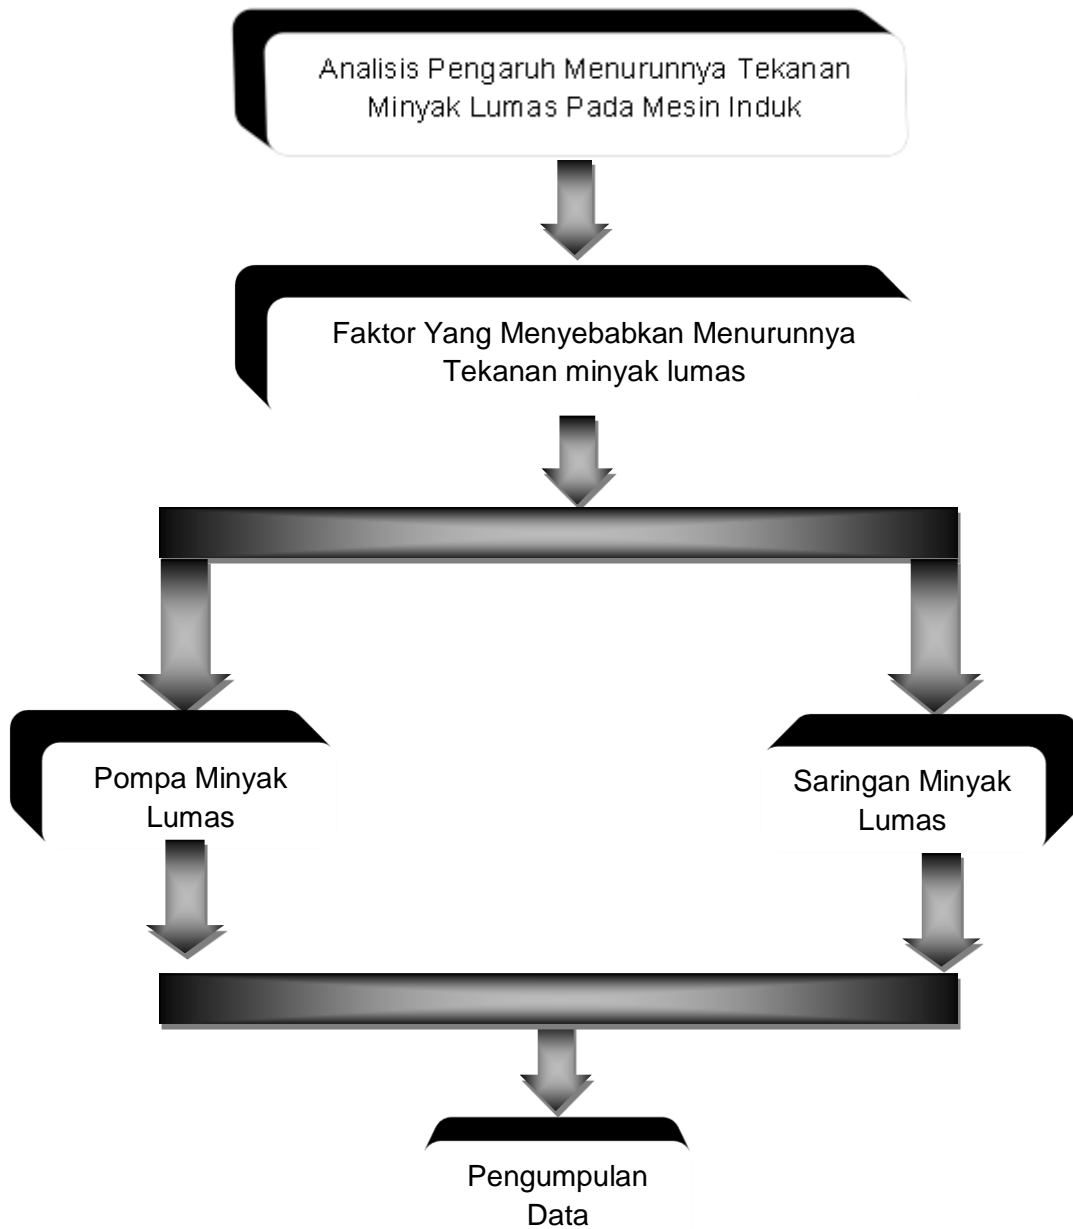 Analisis Pengaruh Menurunnya Tekanan
Minyak Lumas Pada Mesin Induk
Faktor Yang Menyebabkan Menurunnya
Tekanan minyak lumas
Pompa Minyak
Lumas
Saringan Minyak
Lumas
Pengumpulan
Data